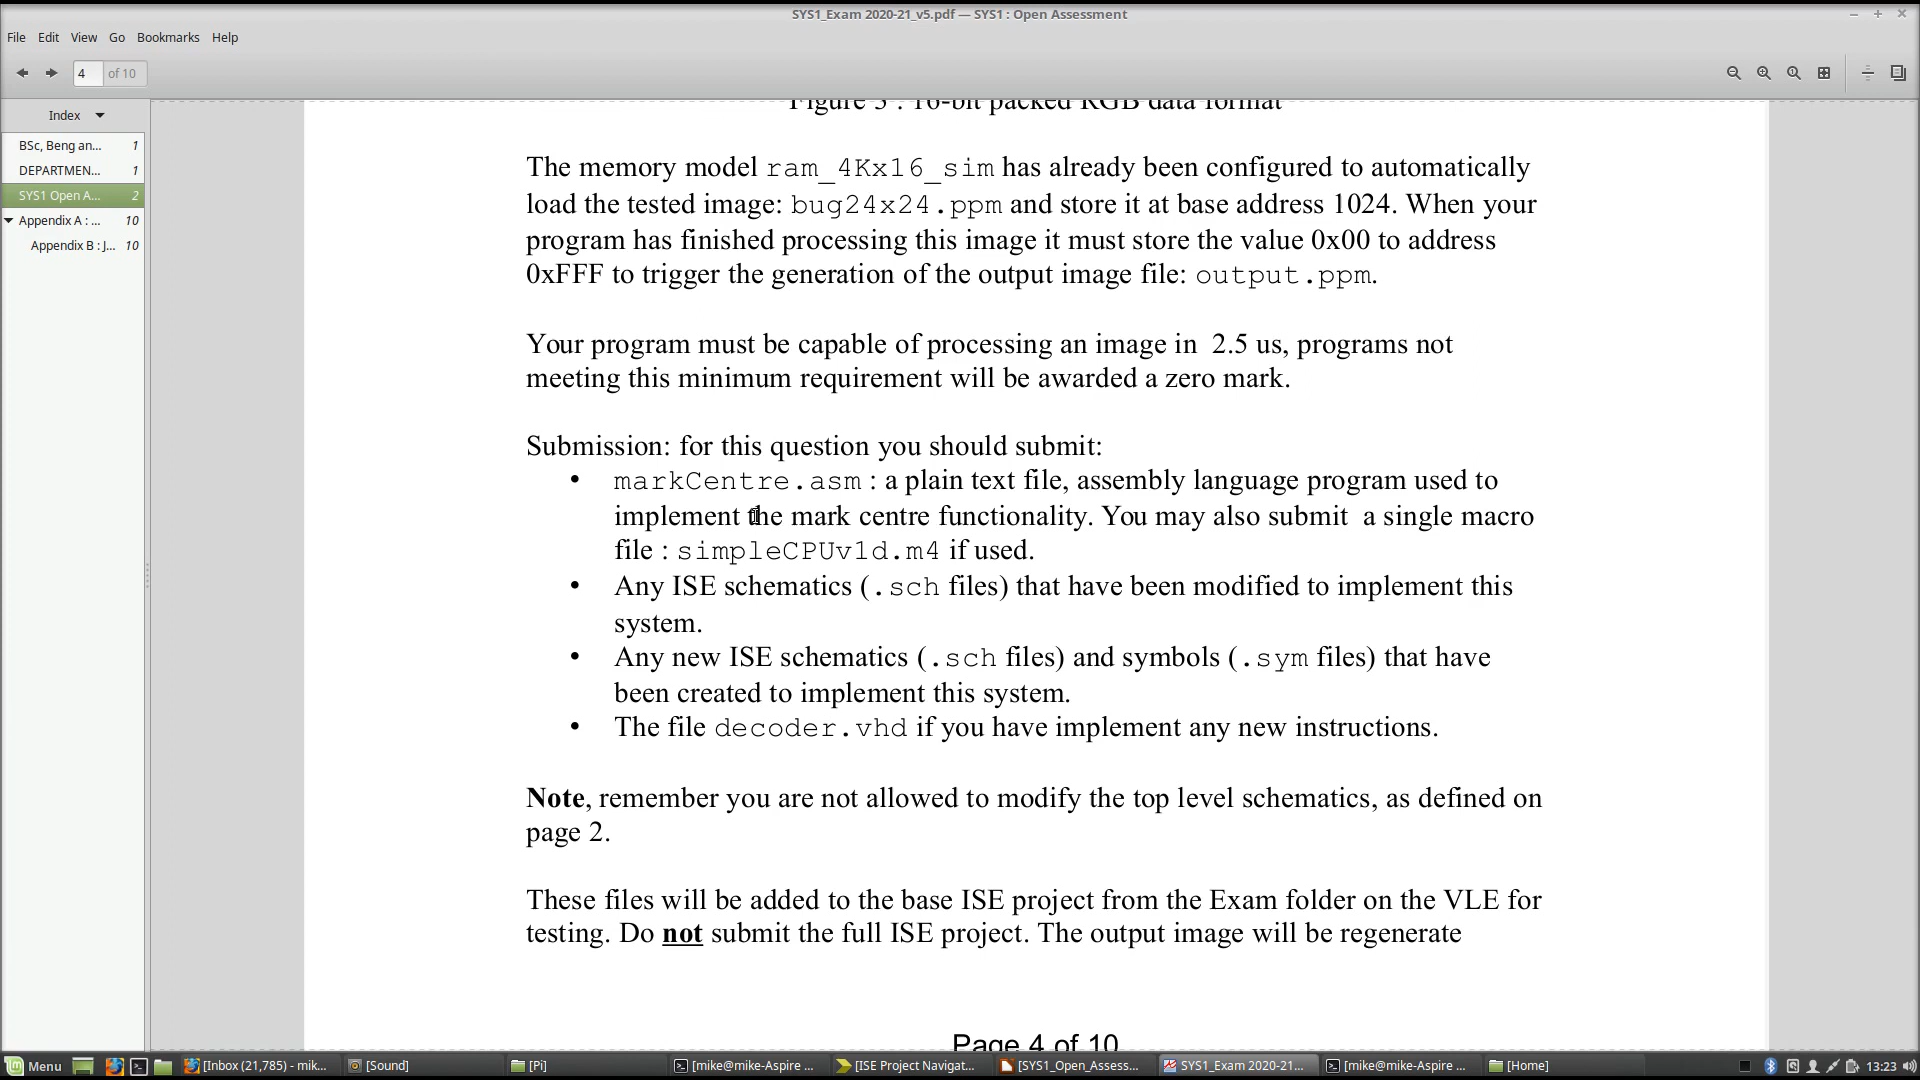 SYS1_Exam 2020-21_v5.pdf — SYS1 : Open Assessment
File Edit View Go Bookmarks Help
4 of 10
Index
BSc, Beng an... 1
DEPARTMEN... 1
SYS1 Open A... 2
Appendix A : ... 10
Appendix B : J... 10
Figure 3 : 16-bit packed RGB data format
The memory model ram_4Kx16_sim has already been configured to automatically
load the tested image: bug24x24.ppm and store it at base address 1024. When your
program has finished processing this image it must store the value 0x00 to address
0xFFF to trigger the generation of the output image file: output.ppm.
Your program must be capable of processing an image in 2.5 us, programs not
meeting this minimum requirement will be awarded a zero mark.
Submission: for this question you should submit:
• markCentre.asm : a plain text file, assembly language program used to
implement the mark centre functionality. You may also submit a single macro
file : simpleCPUv1d.m4 if used.
• Any ISE schematics (.sch files) that have been modified to implement this
system.
• Any new ISE schematics (.sch files) and symbols (.sym files) that have
been created to implement this system.
• The file decoder.vhd if you have implement any new instructions.
Note, remember you are not allowed to modify the top level schematics, as defined on
page 2.
These files will be added to the base ISE project from the Exam folder on the VLE for
testing. Do not submit the full ISE project. The output image will be regenerate
Page 4 of 10
Menu [Inbox (21,785) - mik... [Sound] [Pi] [mike@mike-Aspire ... [ISE Project Navigat... [SYS1_Open_Assess... SYS1_Exam 2020-21... [mike@mike-Aspire ... [Home] 13:23